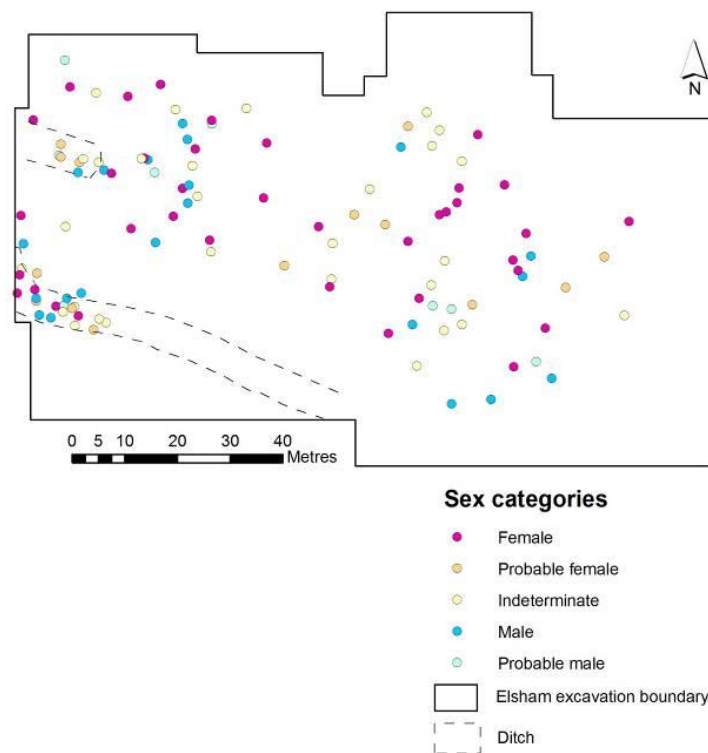 N
0 5 10 20 30 40
Metres
Sex categories
Female
Probable female
Indeterminate
Male
Probable male
Elsham excavation boundary
Ditch